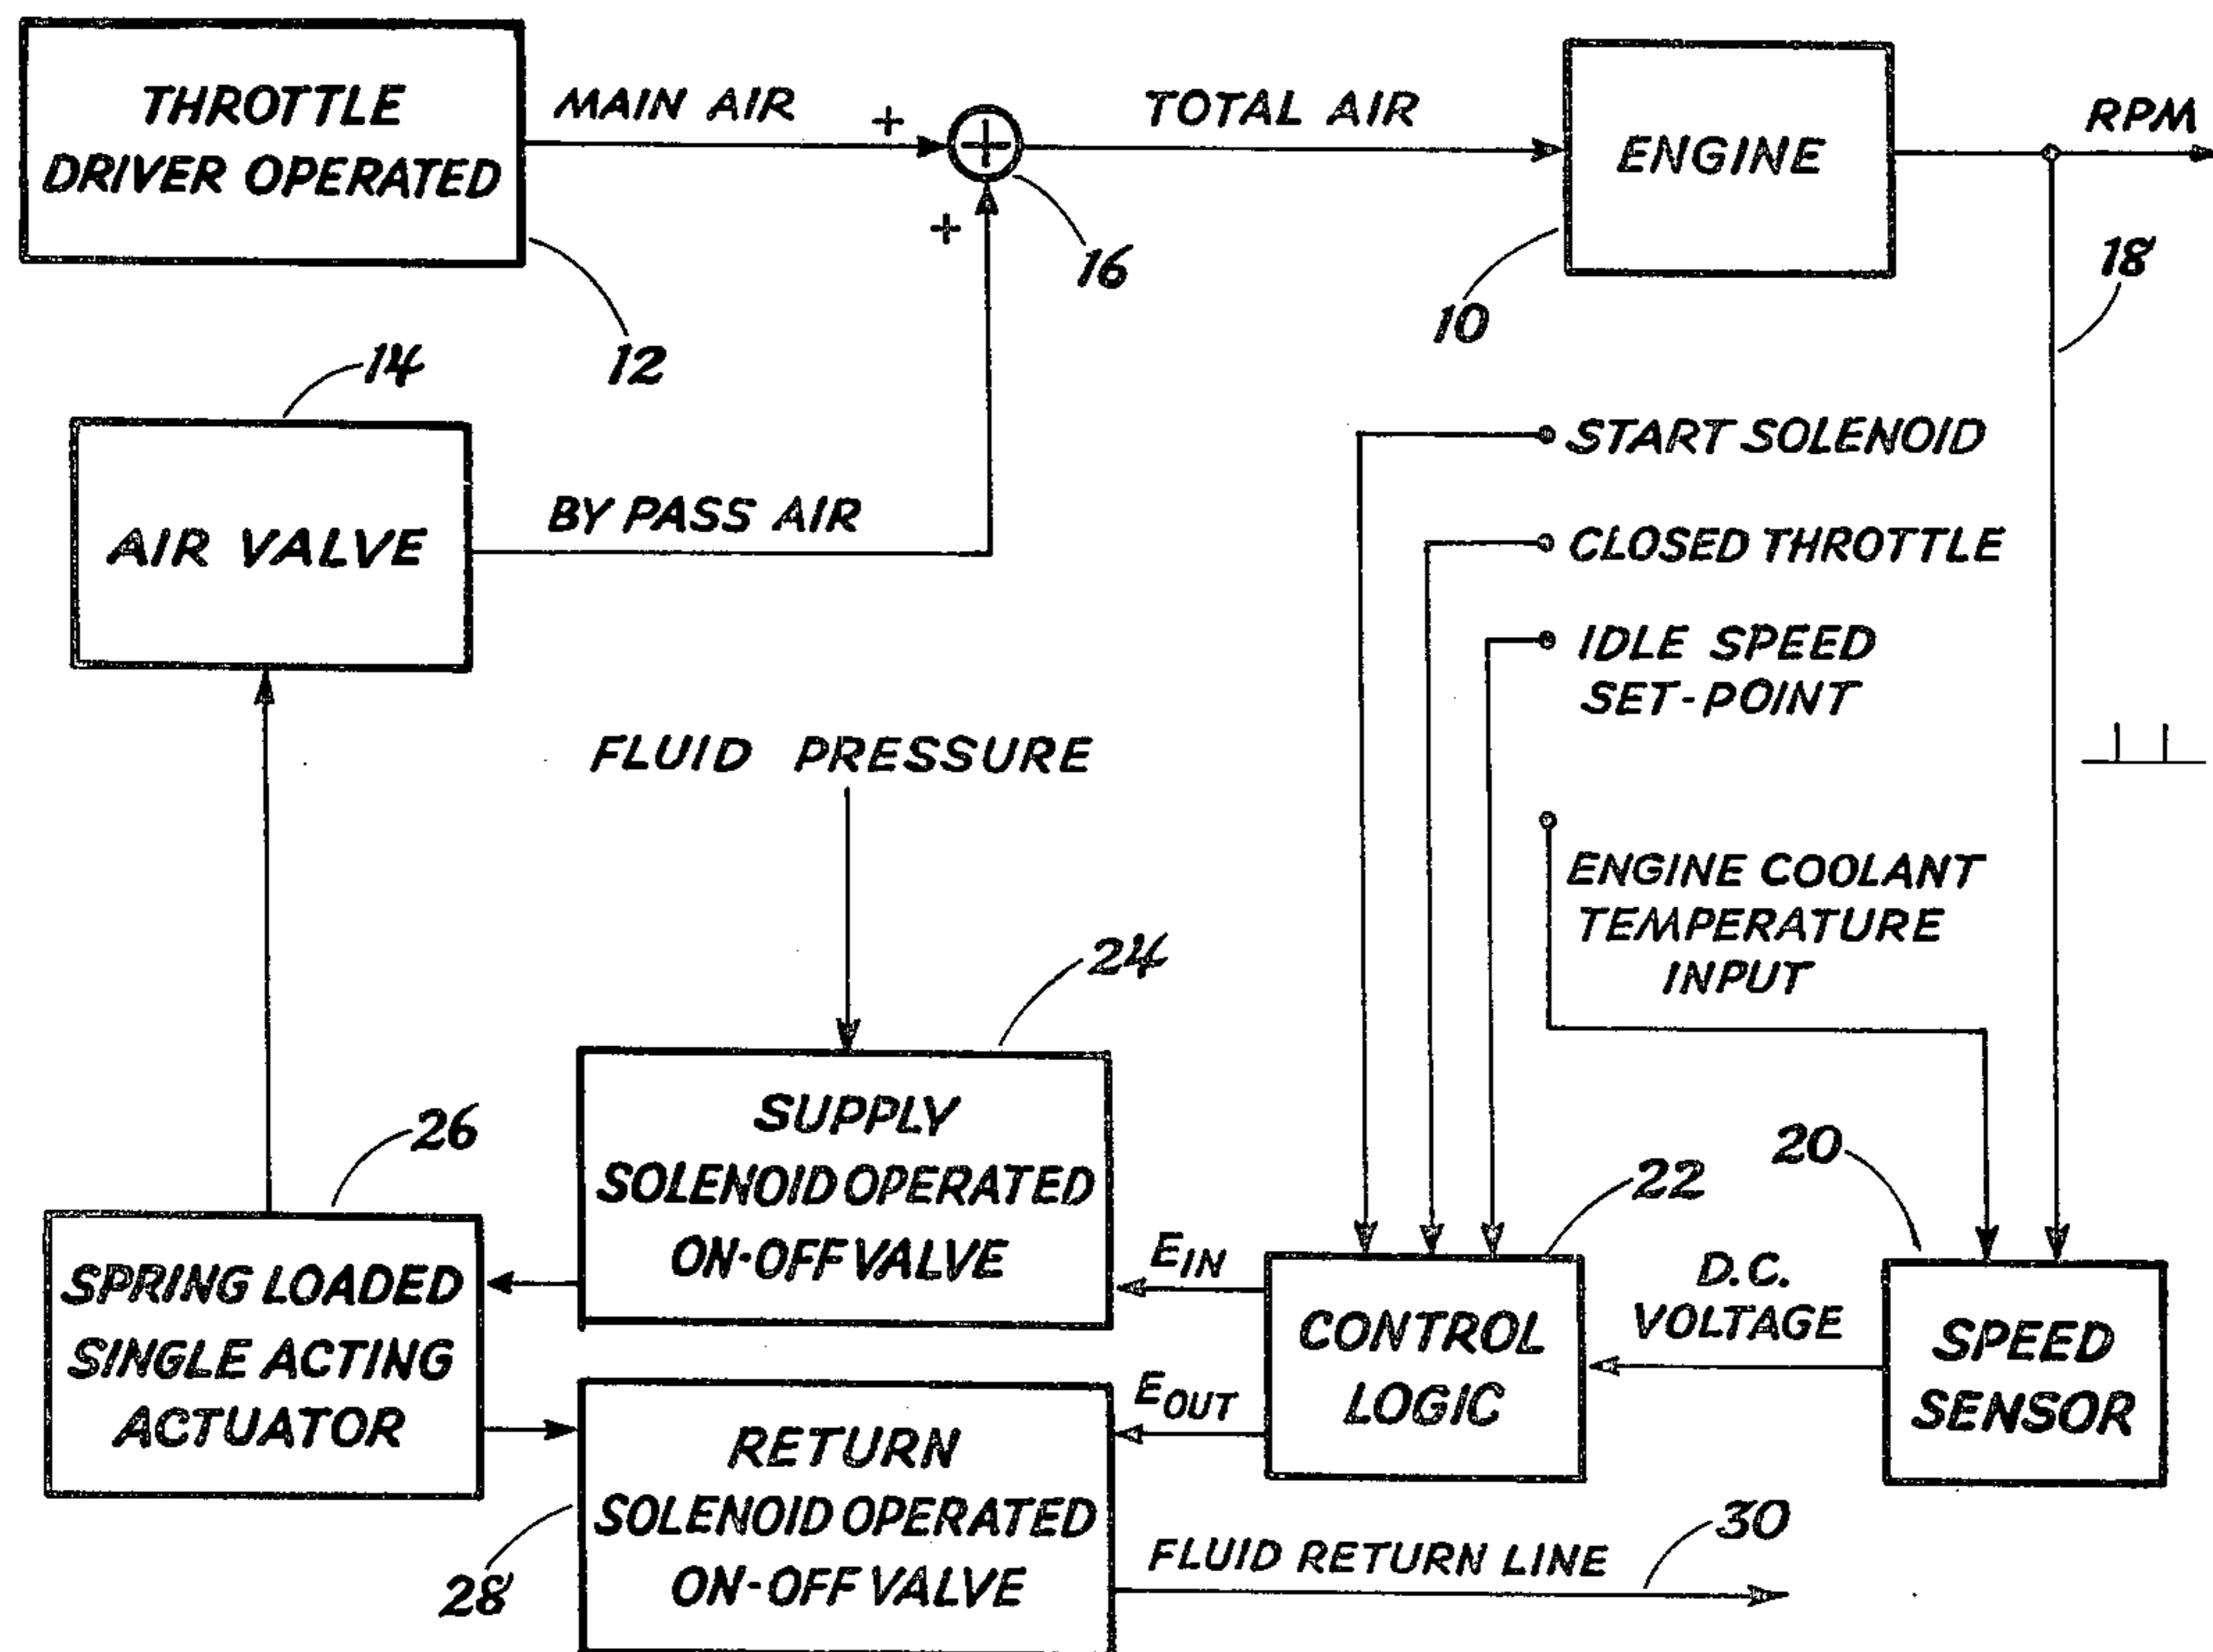 THROTTLE
DRIVER OPERATED
MAIN AIR
+
+
+
TOTAL AIR
ENGINE
RPM
16
10
18
12
14
AIR VALVE
BY PASS AIR
START SOLENOID
CLOSED THROTTLE
IDLE SPEED
SET-POINT
FLUID PRESSURE
ENGINE COOLANT
TEMPERATURE
INPUT
24
26
SUPPLY
SOLENOID OPERATED
ON-OFF VALVE
22
20
SPRING LOADED
SINGLE ACTING
ACTUATOR
EIN
EOUT
CONTROL
LOGIC
D.C.
VOLTAGE
SPEED
SENSOR
RETURN
SOLENOID OPERATED
ON-OFF VALVE
28
FLUID RETURN LINE
30